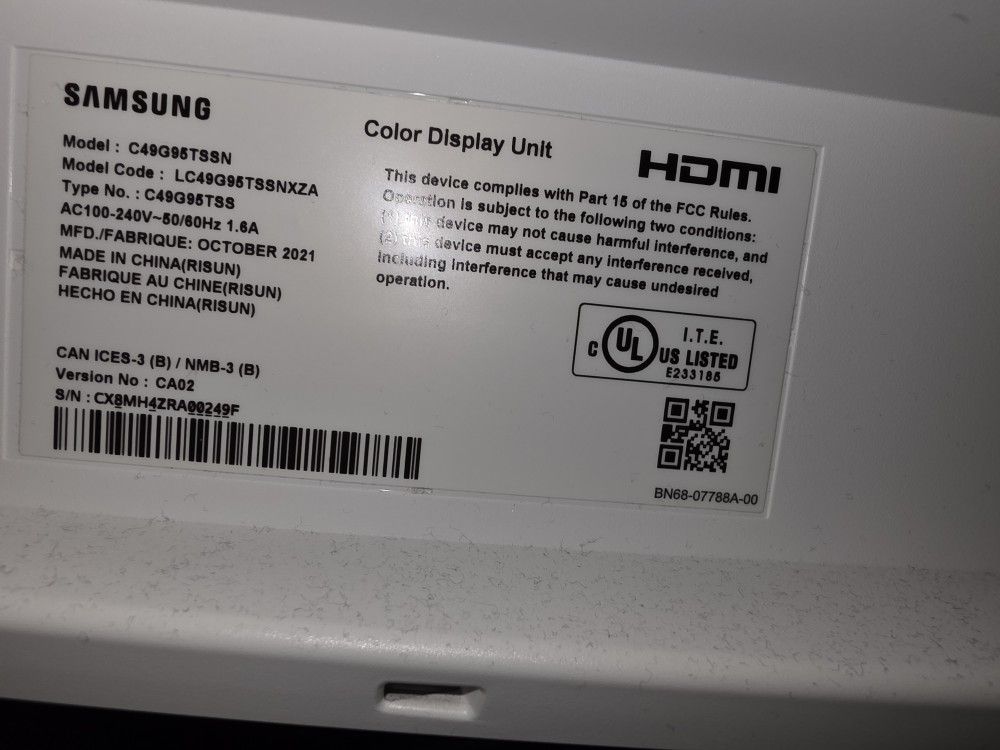 SAMSUNG
Model : C49G95TSSN
Model Code : LC49G95TSSNXZA
Type No. : C49G95TSS
AC100-240V~50/60Hz 1.6A
MFD./FABRIQUE: OCTOBER 2021
MADE IN CHINA(RISUN)
FABRIQUE AU CHINE(RISUN)
HECHO EN CHINA(RISUN)
CAN ICES-3 (B) / NMB-3 (B)
Version No : CA02
S/N : CX8MH4ZRA00249F
Color Display Unit
HDMI
This device complies with Part 15 of the FCC Rules.
Operation is subject to the following two conditions:
(1) this device may not cause harmful interference, and
(2) this device must accept any interference received,
including interference that may cause undesired
operation.
C UL US LISTED
I.T.E.
E233185
BN68-07788A-00